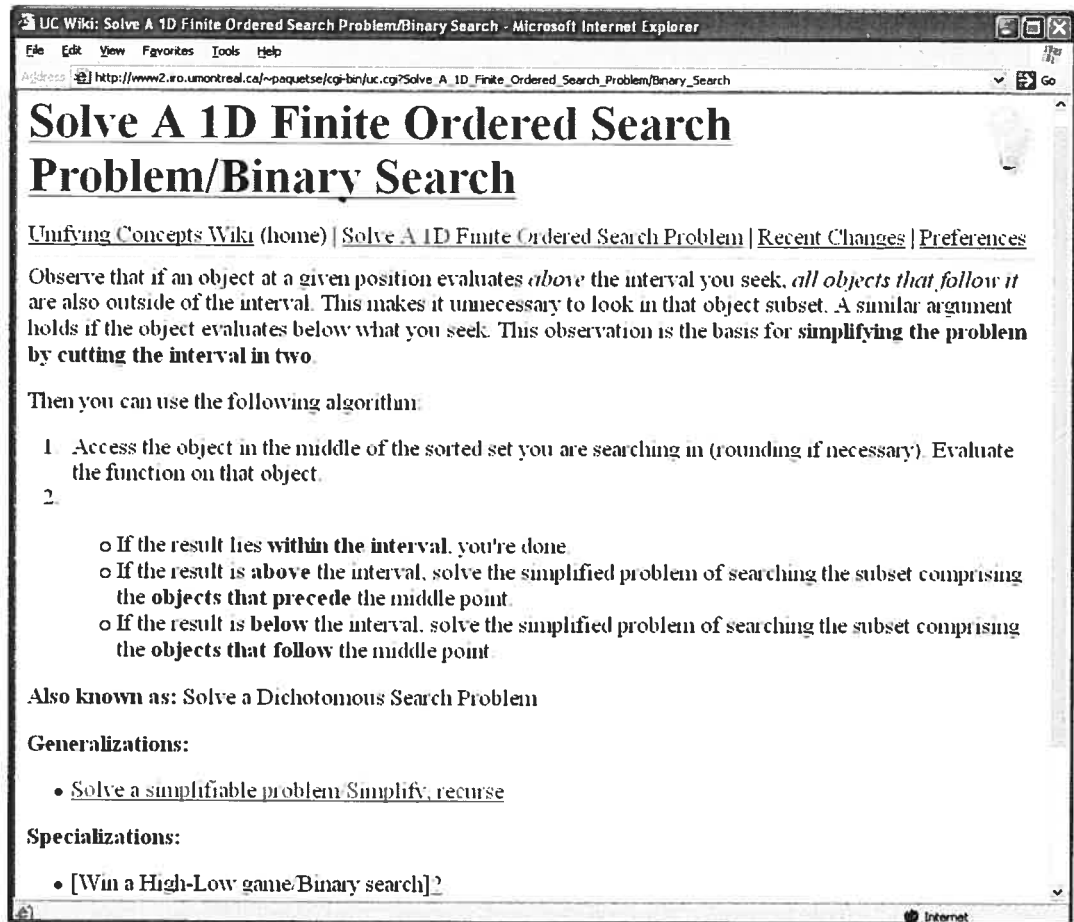 UC Wiki: Solve A 1D Finite Ordered Search Problem/Binary Search - Microsoft Internet Explorer
File Edit View Favorites Tools Help
Address http://www2.iro.umontreal.ca/~paquetse/cgi-bin/uc.cgi?Solve_A_1D_Finite_Ordered_Search_Problem/Binary_Search Go
Solve A 1D Finite Ordered Search
Problem/Binary Search
Unifying Concepts Wiki (home) | Solve A 1D Finite Ordered Search Problem | Recent Changes | Preferences
Observe that if an object at a given position evaluates above the interval you seek, all objects that follow it
are also outside of the interval. This makes it unnecessary to look in that object subset. A similar argument
holds if the object evaluates below what you seek. This observation is the basis for simplifying the problem
by cutting the interval in two.
Then you can use the following algorithm:
1. Access the object in the middle of the sorted set you are searching in (rounding if necessary). Evaluate
the function on that object.
2.
o If the result lies within the interval, you're done.
o If the result is above the interval, solve the simplified problem of searching the subset comprising
the objects that precede the middle point.
o If the result is below the interval, solve the simplified problem of searching the subset comprising
the objects that follow the middle point.
Also known as: Solve a Dichotomous Search Problem
Generalizations:
• Solve a simplifiable problem/Simplify, recurse
Specializations:
• [Win a High-Low game/Binary search]?
Internet